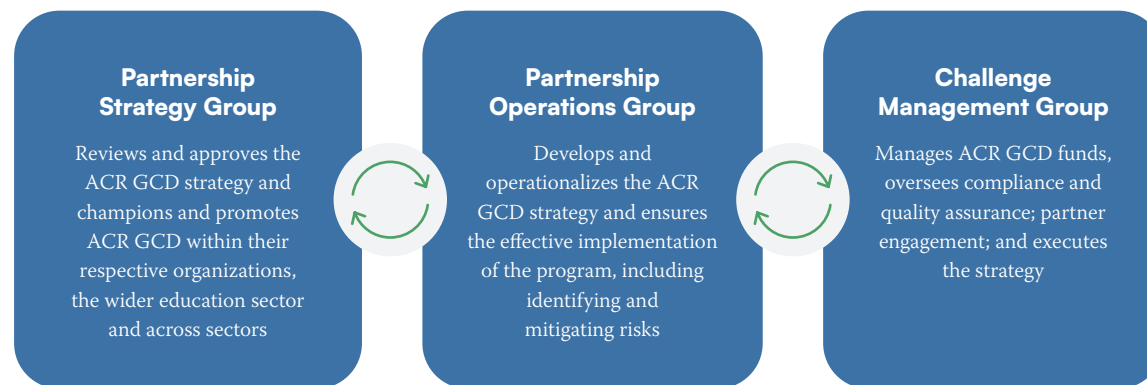 Partnership
Strategy Group
Reviews and approves the
ACR GCD strategy and
champions and promotes
ACR GCD within their
respective organizations,
the wider education sector
and across sectors
Partnership
Operations Group
Develops and
operationalizes the ACR
GCD strategy and ensures
the effective implementation
of the program, including
identifying and
mitigating risks
Challenge
Management Group
Manages ACR GCD funds,
oversees compliance and
quality assurance; partner
engagement; and executes
the strategy